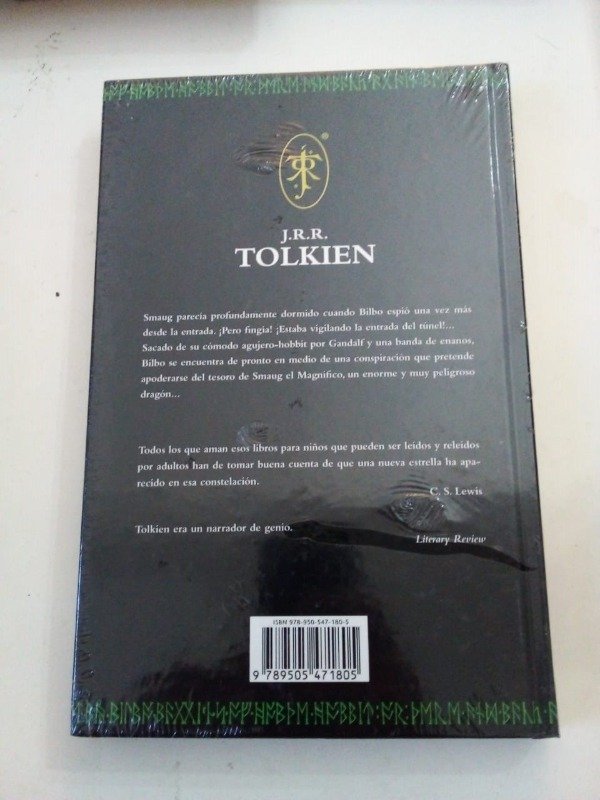 ®
J.R.R.
TOLKIEN
Smaug parecía profundamente dormido cuando Bilbo espió una vez más
desde la entrada. ¡Pero fingía! ¡Estaba vigilando la entrada del túnel!...
Sacado de su cómodo agujero-hobbit por Gandalf y una banda de enanos,
Bilbo se encuentra de pronto en medio de una conspiración que pretende
apoderarse del tesoro de Smaug el Magnífico, un enorme y muy peligroso
dragón...
Todos los que aman esos libros para niños que pueden ser leídos y releídos
por adultos han de tomar buena cuenta de que una nueva estrella ha apa-
recido en esa constelación.
C. S. Lewis
Tolkien era un narrador de genio.
Literary Review
ISBN 978-950-547-180-5
9 789505 471805